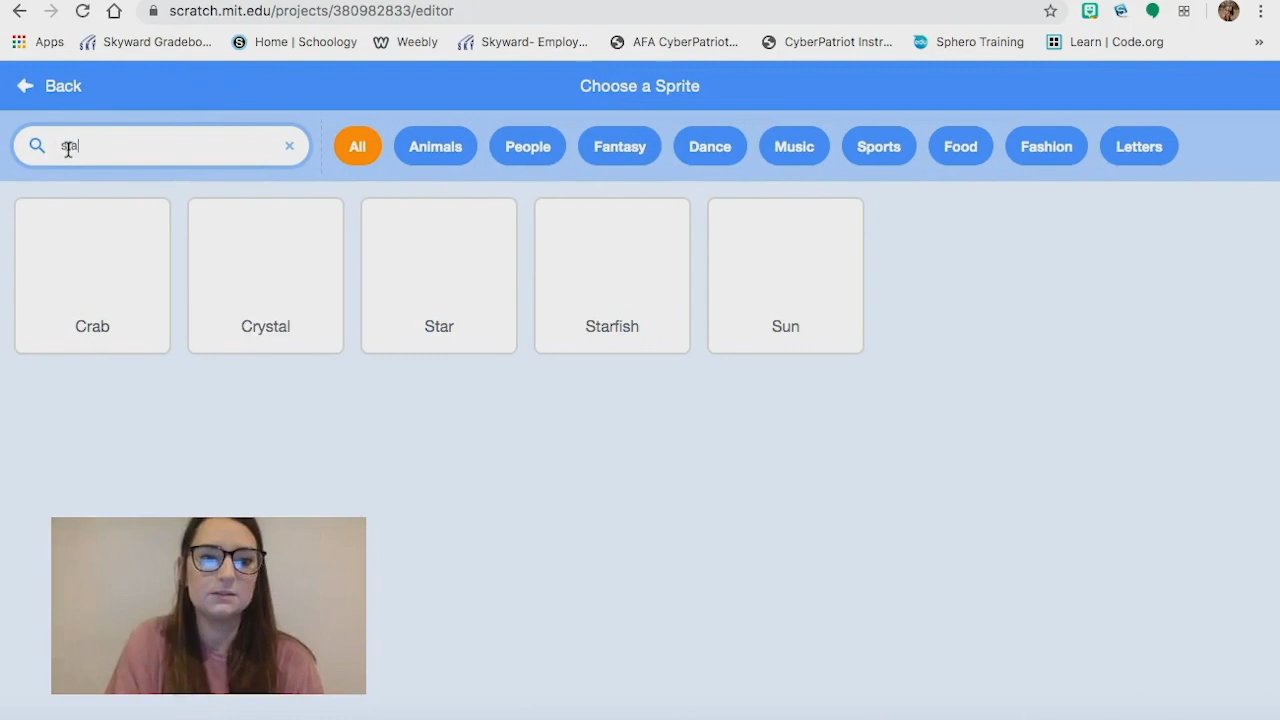 scratch.mit.edu/projects/380982833/editor
Apps Skyward Gradebo... Home | Schoology Weebly Skyward- Employ... AFA CyberPatriot... CyberPatriot Instr... Sphero Training Learn | Code.org »
Back Choose a Sprite
sta All Animals People Fantasy Dance Music Sports Food Fashion Letters
Crab Crystal Star Starfish Sun